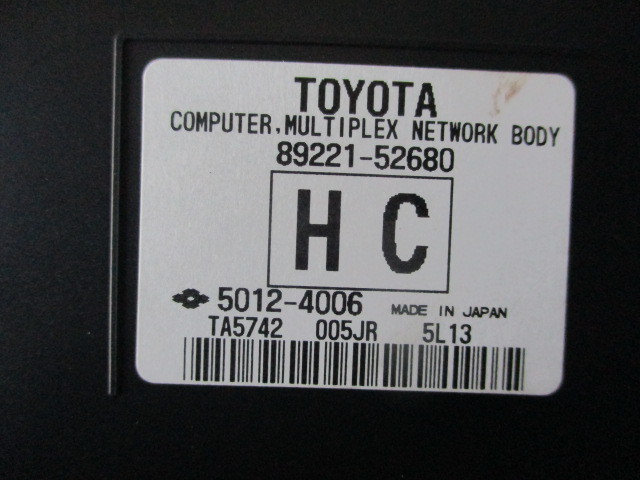 TOYOTA
COMPUTER,MULTIPLEX NETWORK BODY
89221-52680
H C
5012-4006 MADE IN JAPAN
TA5742 005JR 5L13